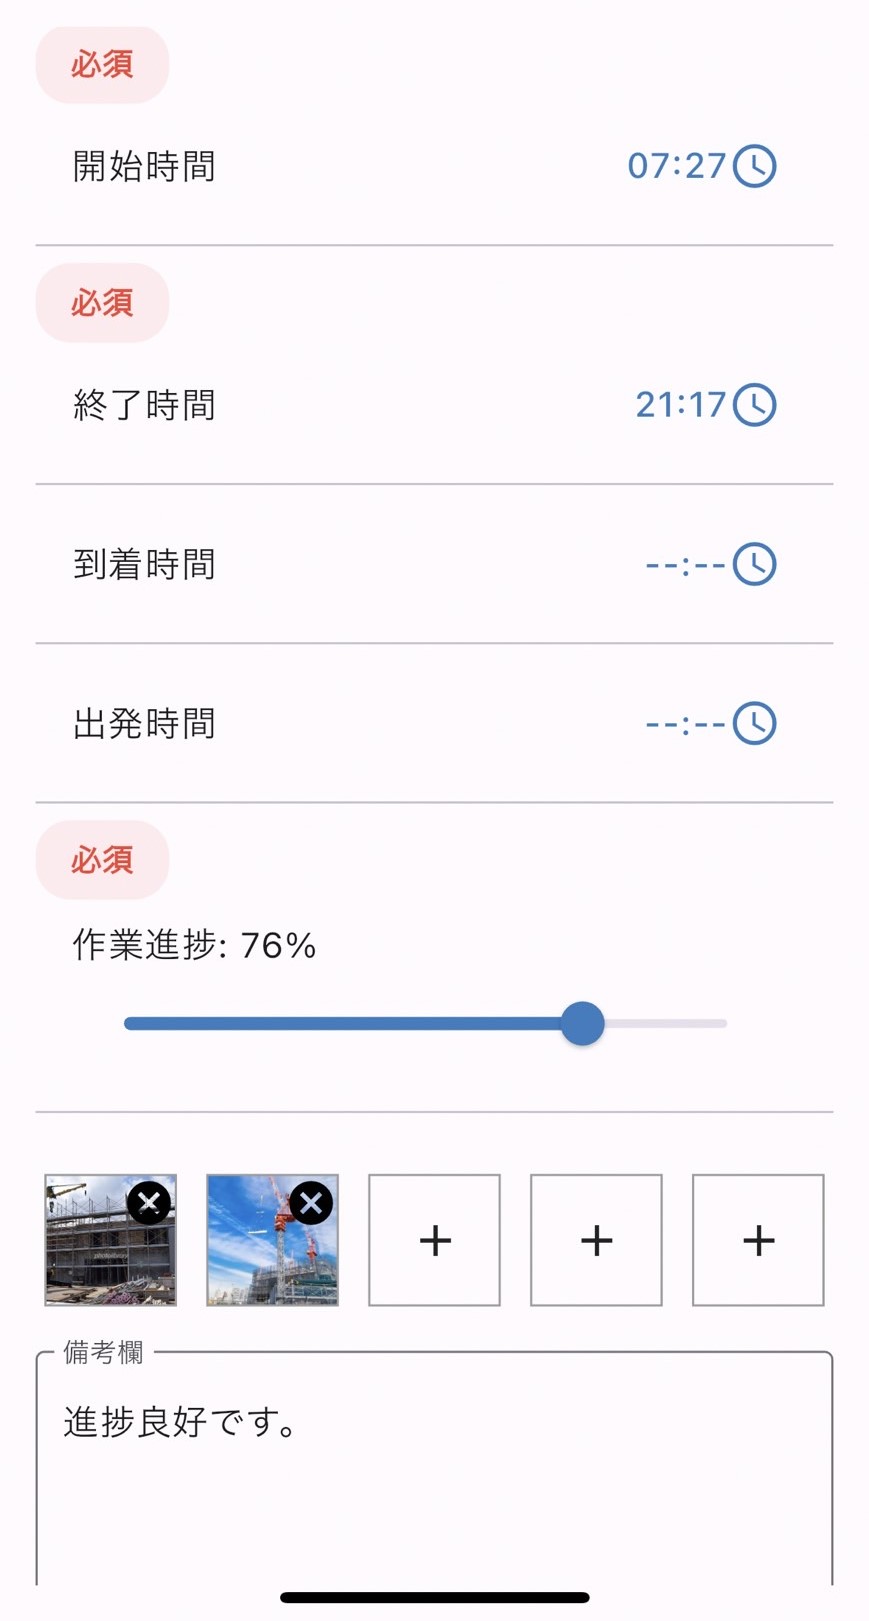 必須
開始時間 07:27
必須
終了時間 21:17
到着時間 --:--
出発時間 --:--
必須
作業進捗: 76%
備考欄
進捗良好です。